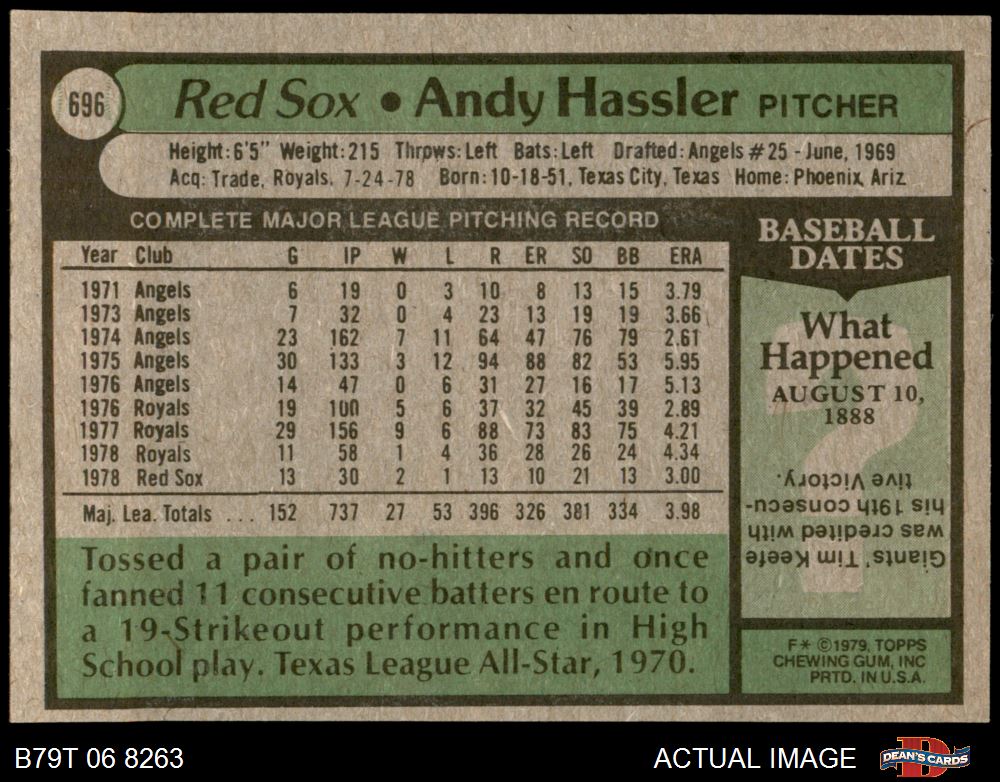 696
Red Sox • Andy Hassler PITCHER
Height: 6'5" Weight: 215 Throws: Left Bats: Left Drafted: Angels #25 - June, 1969
Acq: Trade, Royals, 7-24-78 Born: 10-18-51, Texas City, Texas Home: Phoenix, Ariz.
COMPLETE MAJOR LEAGUE PITCHING RECORD
Year Club G IP W L R ER SO BB ERA
1971 Angels 6 19 0 3 10 8 13 15 3.79
1973 Angels 7 32 0 4 23 13 19 19 3.66
1974 Angels 23 162 7 11 64 47 76 79 2.61
1975 Angels 30 133 3 12 94 88 82 53 5.95
1976 Angels 14 47 0 6 31 27 16 17 5.13
1976 Royals 19 100 5 6 37 32 45 39 2.89
1977 Royals 29 156 9 6 88 73 83 75 4.21
1978 Royals 11 58 1 4 36 28 26 24 4.34
1978 Red Sox 13 30 2 1 13 10 21 13 3.00
Maj. Lea. Totals ... 152 737 27 53 396 326 381 334 3.98
Tossed a pair of no-hitters and once
fanned 11 consecutive batters en route to
a 19-Strikeout performance in High
School play. Texas League All-Star, 1970.
BASEBALL
DATES
What
Happened
AUGUST 10,
1888
Giants' Tim Keefe
was credited with
his 19th consecu-
tive Victory.
F* ©1979, TOPPS
CHEWING GUM, INC
PRTD. IN U.S.A.
B79T 06 8263
ACTUAL IMAGE
DEAN'S CARDS